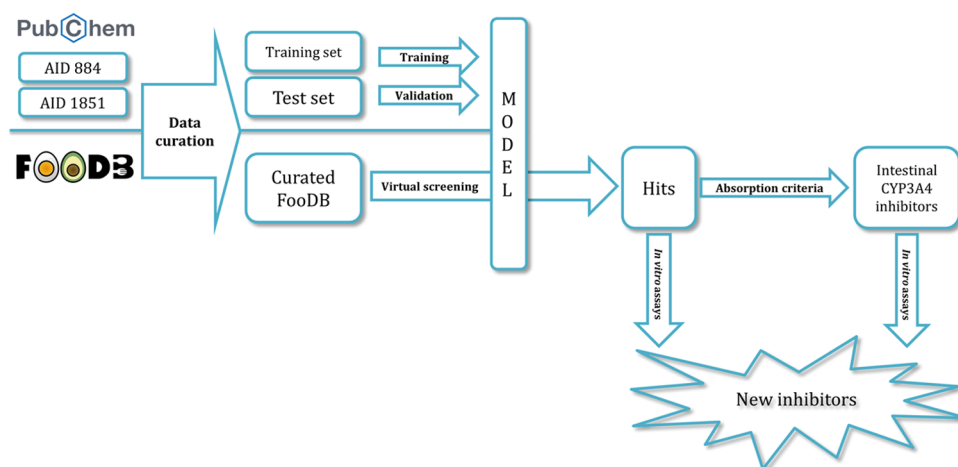 PubChem
AID 884
AID 1851
FOODB
Data
curation
Training set
Test set
Training
Validation
Curated
FooDB
Virtual screening
MODEL
Hits
Absorption criteria
Intestinal
CYP3A4
inhibitors
In vitro assays
In vitro assays
New inhibitors